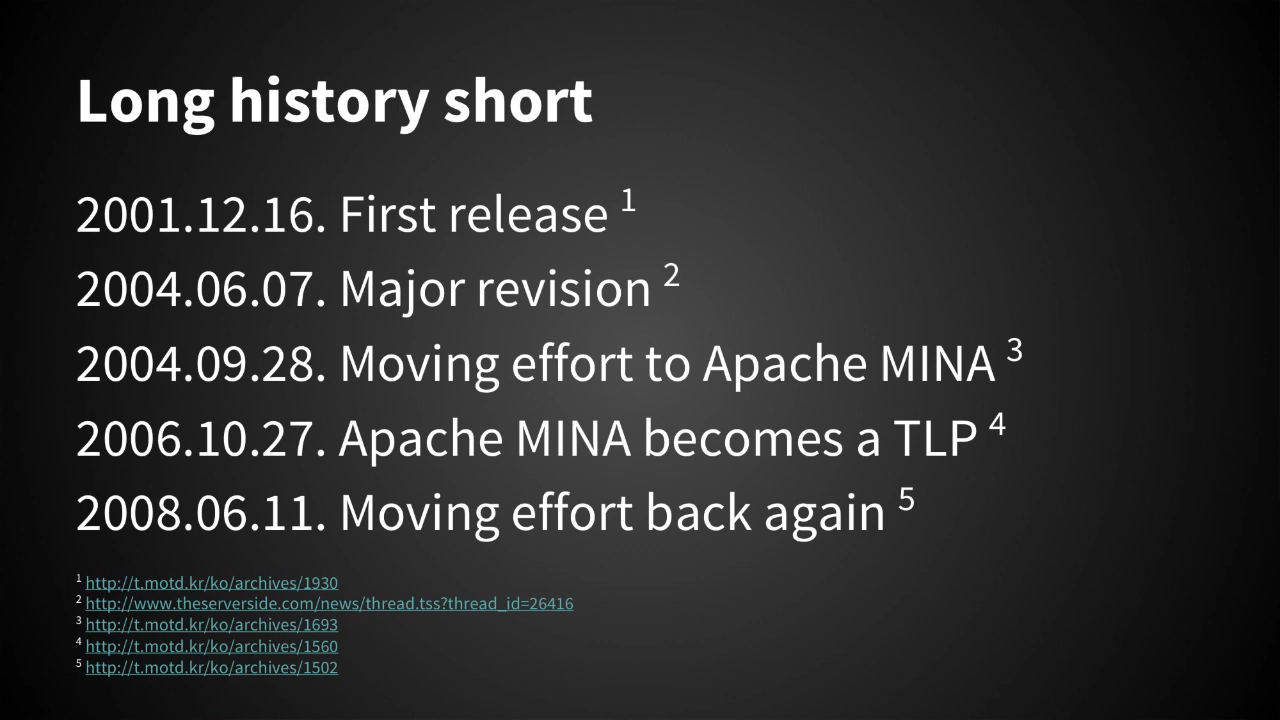 Long history short
2001.12.16. First release 1
2004.06.07. Major revision 2
2004.09.28. Moving effort to Apache MINA 3
2006.10.27. Apache MINA becomes a TLP 4
2008.06.11. Moving effort back again 5
1 http://t.motd.kr/ko/archives/1930
2 http://www.theserverside.com/news/thread.tss?thread_id=26416
3 http://t.motd.kr/ko/archives/1693
4 http://t.motd.kr/ko/archives/1560
5 http://t.motd.kr/ko/archives/1502